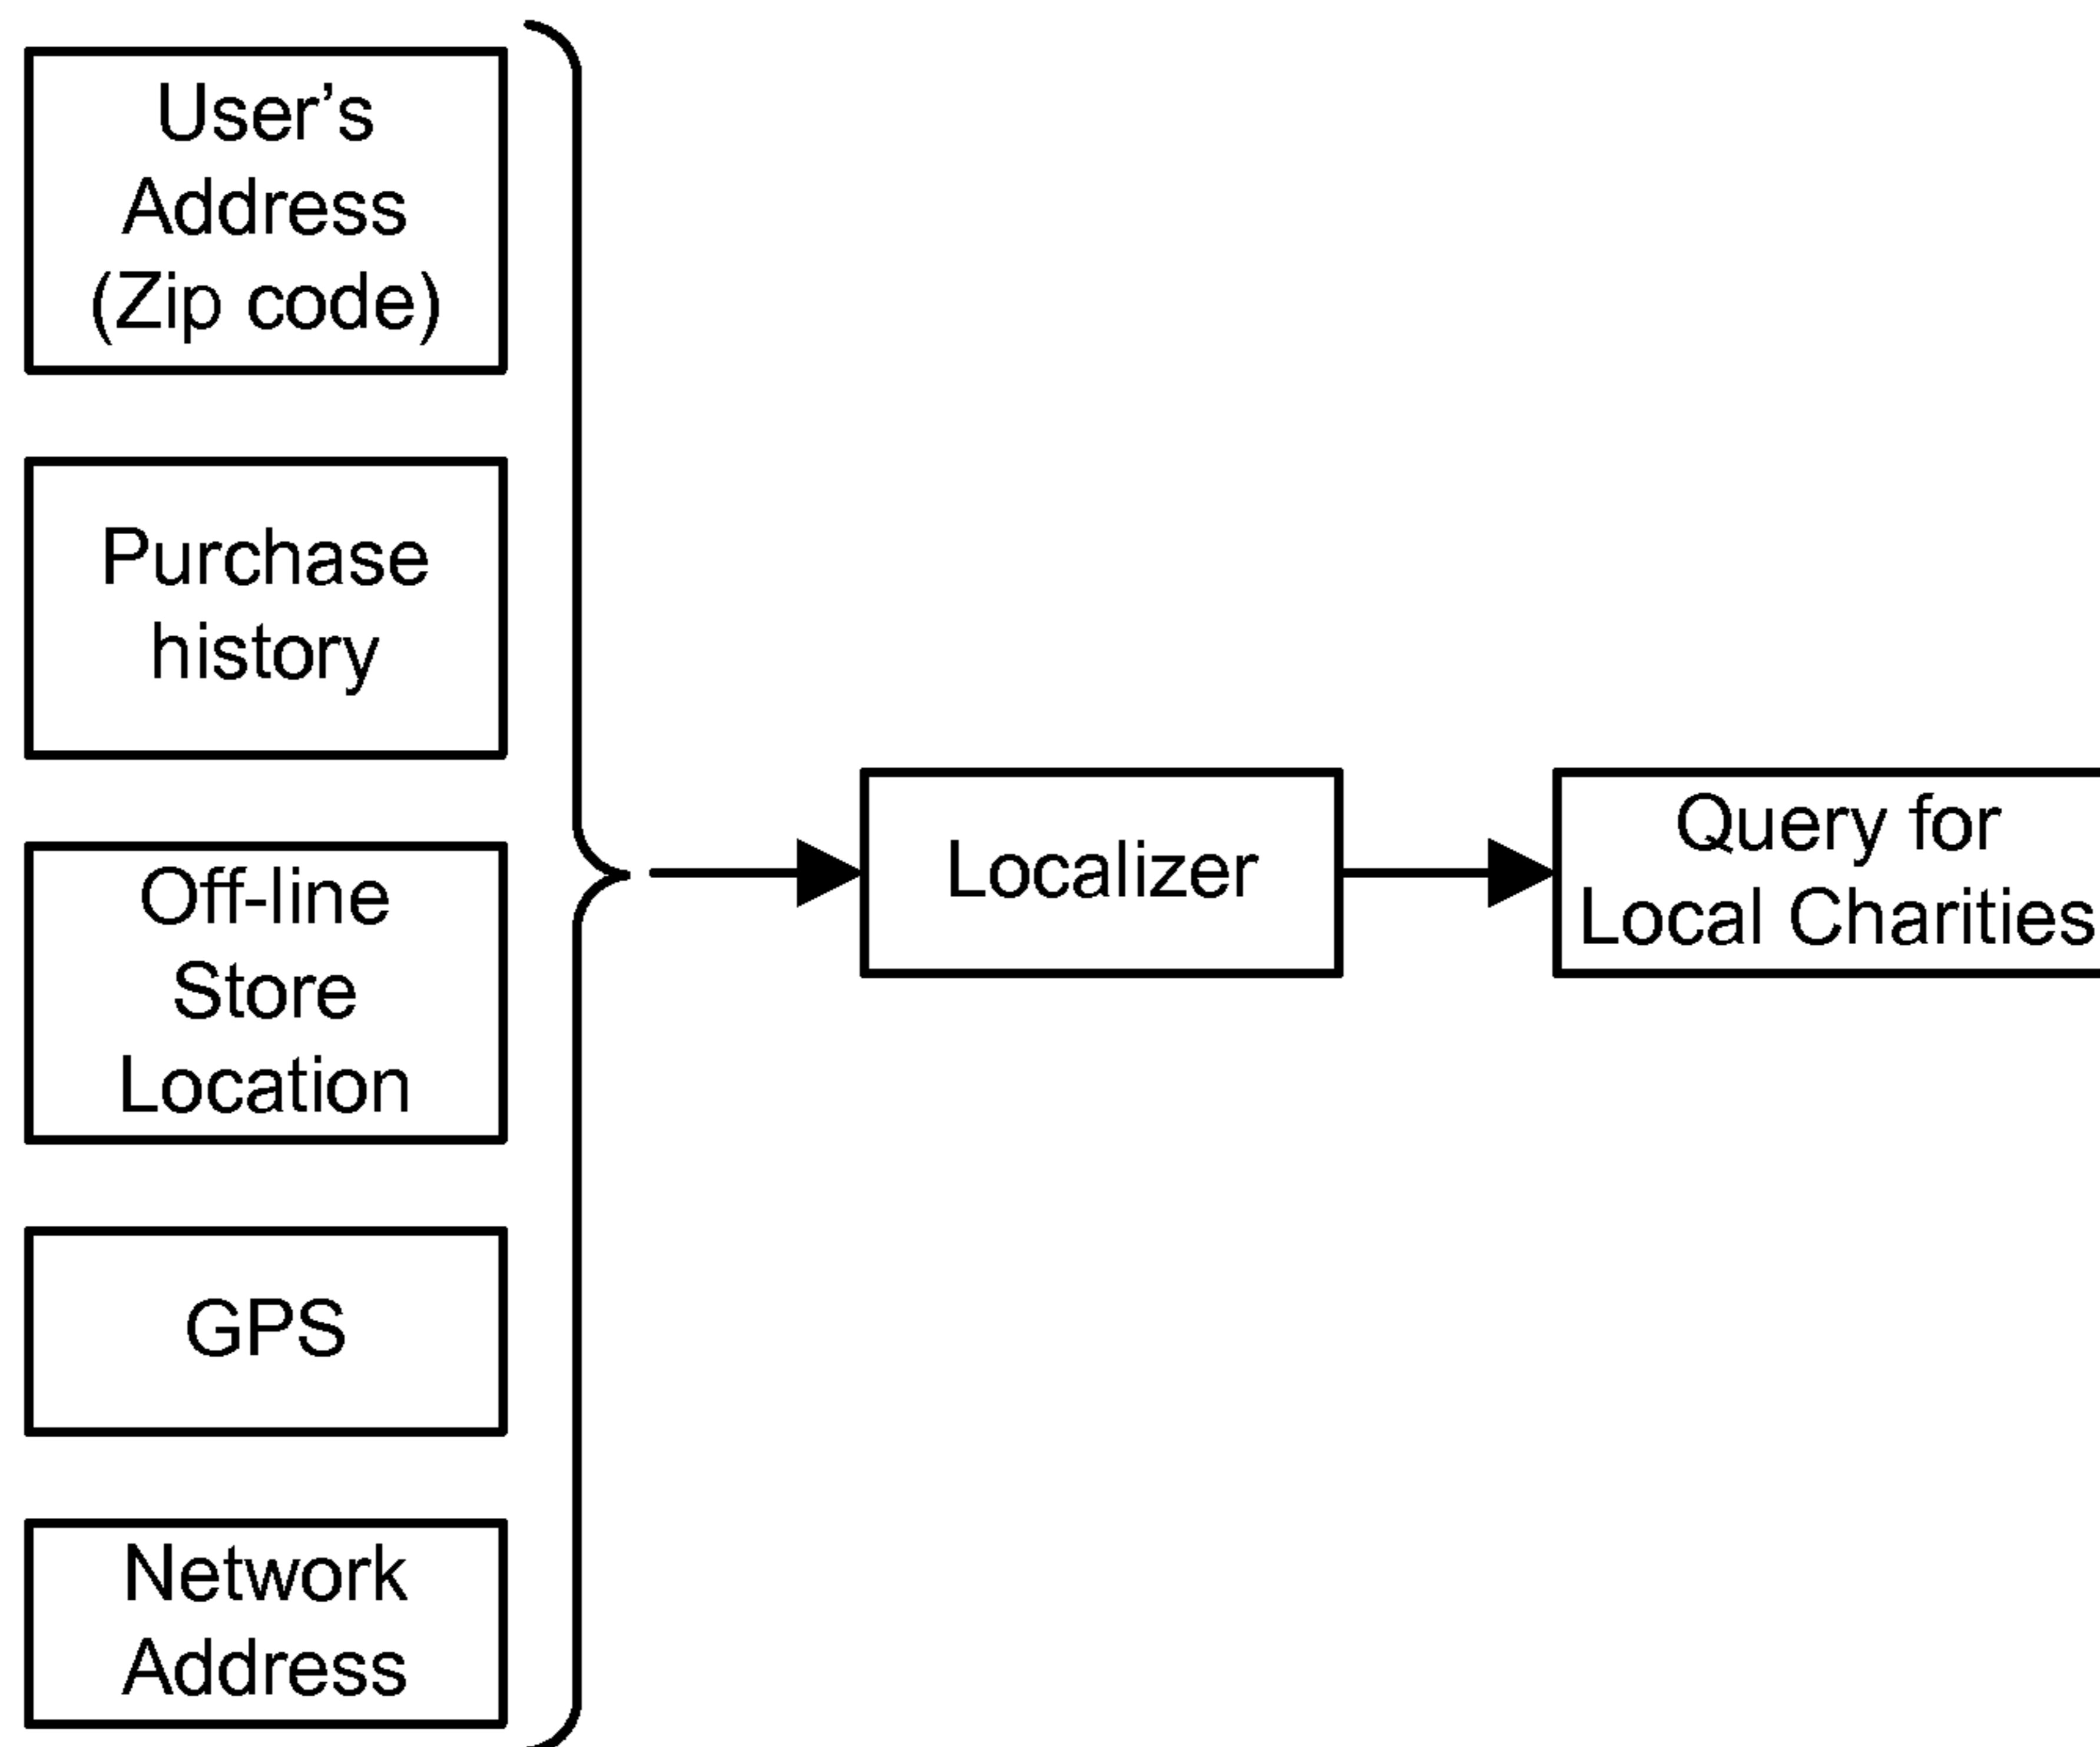 User’s
Address
(Zip code)
Purchase
history
Off-line
Store
Location
GPS
Network
Address
Localizer
Query for
Local Charities